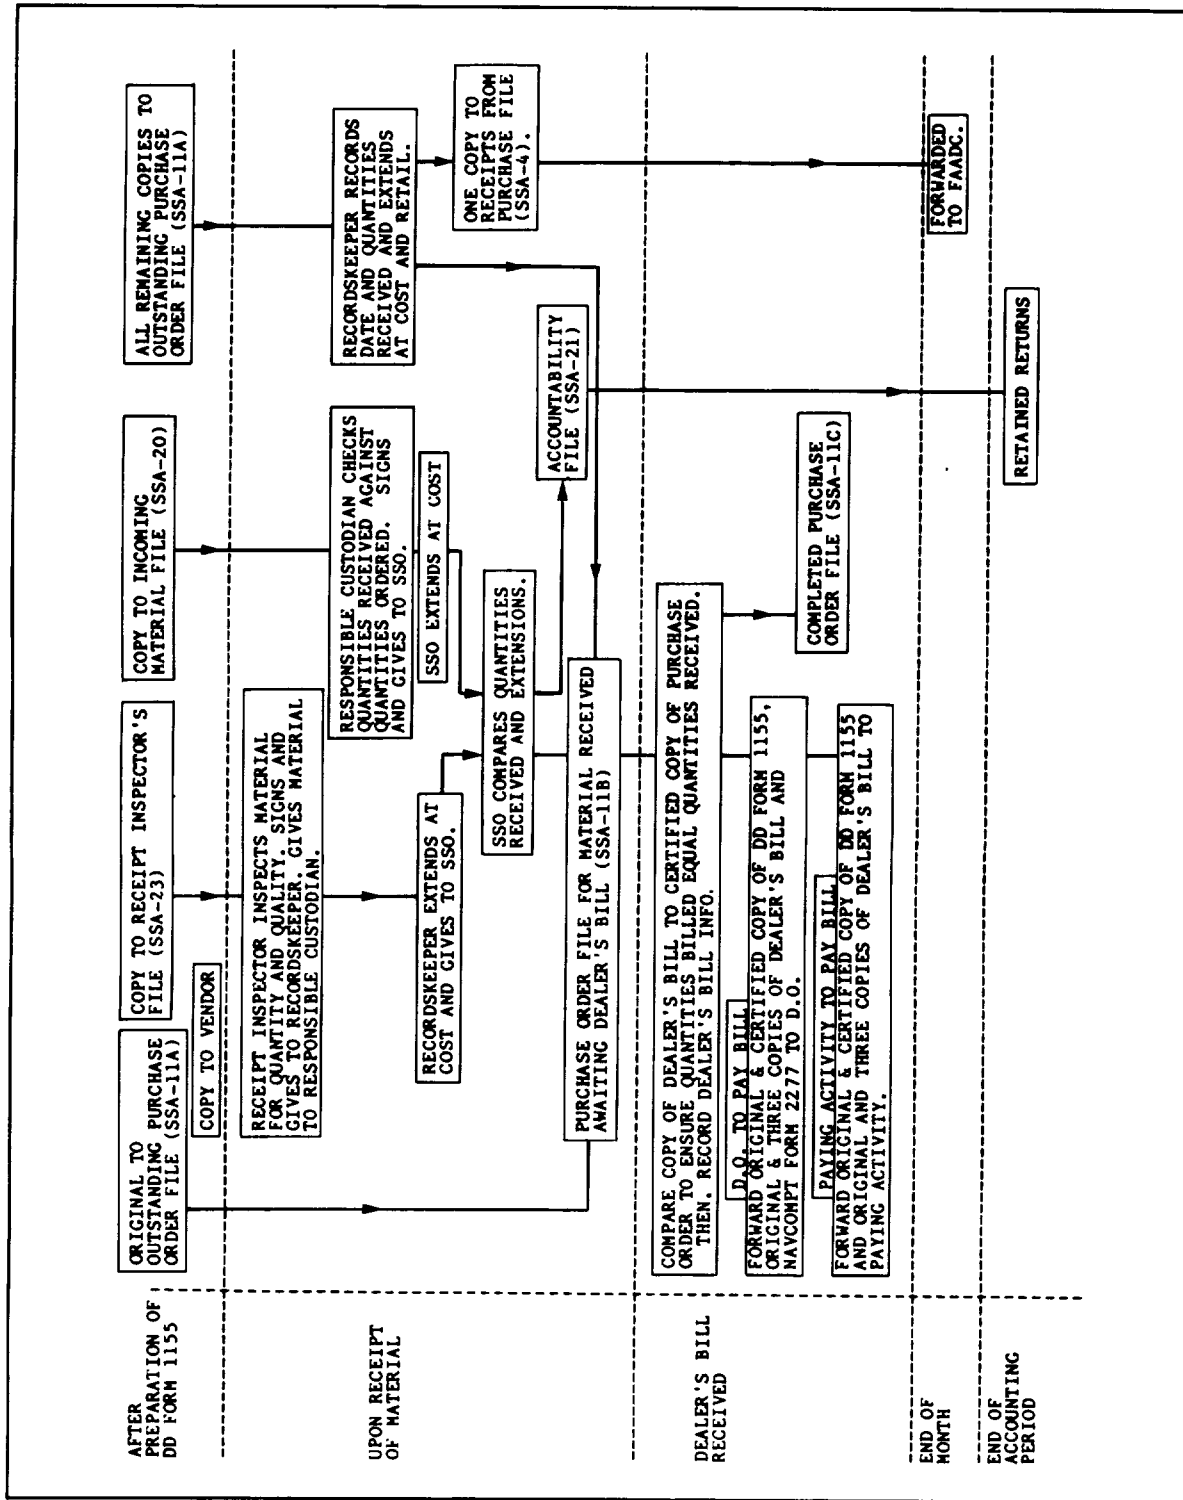 AFTER
PREPARATION OF
DD FORM 1155
ORIGINAL TO
OUTSTANDING PURCHASE
ORDER FILE (SSA-11A)
COPY TO VENDOR
COPY TO RECEIPT INSPECTOR'S
FILE (SSA-23)
COPY TO INCOMING
MATERIAL FILE (SSA-20)
ALL REMAINING COPIES TO
OUTSTANDING PURCHASE
ORDER FILE (SSA-11A)
UPON RECEIPT
OF MATERIAL
RECEIPT INSPECTOR INSPECTS MATERIAL
FOR QUANTITY AND QUALITY. SIGNS AND
GIVES TO RECORDSKEEPER. GIVES MATERIAL
TO RESPONSIBLE CUSTODIAN.
RESPONSIBLE CUSTODIAN CHECKS
QUANTITIES RECEIVED AGAINST
QUANTITIES ORDERED. SIGNS
AND GIVES TO SSO.
RECORDSKEEPER RECORDS
DATE AND QUANTITIES
RECEIVED AND EXTENDS
AT COST AND RETAIL.
RECORDSKEEPER EXTENDS AT
COST AND GIVES TO SSO.
SSO EXTENDS AT COST
ONE COPY TO
RECEIPTS FROM
PURCHASE FILE
(SSA-4).
SSO COMPARES QUANTITIES
RECEIVED AND EXTENSIONS.
ACCOUNTABILITY
FILE (SSA-21)
PURCHASE ORDER FILE FOR MATERIAL RECEIVED
AWAITING DEALER'S BILL (SSA-11B)
DEALER'S BILL
RECEIVED
COMPARE COPY OF DEALER'S BILL TO CERTIFIED COPY OF PURCHASE
ORDER TO ENSURE QUANTITIES BILLED EQUAL QUANTITIES RECEIVED.
THEN. RECORD DEALER'S BILL INFO.
D.O. TO PAY BILL
FORWARD ORIGINAL & CERTIFIED COPY OF DD FORM 1155,
ORIGINAL & THREE COPIES OF DEALER'S BILL AND
NAVCOMPT FORM 2277 TO D.O.
COMPLETED PURCHASE
ORDER FILE (SSA-11C)
PAYING ACTIVITY TO PAY BILL
FORWARD ORIGINAL & CERTIFIED COPY OF DD FORM 1155
AND ORIGINAL AND THREE COPIES OF DEALER'S BILL TO
PAYING ACTIVITY.
END OF
MONTH
FORWARDED
TO FAADC.
END OF
ACCOUNTING
PERIOD
RETAINED RETURNS